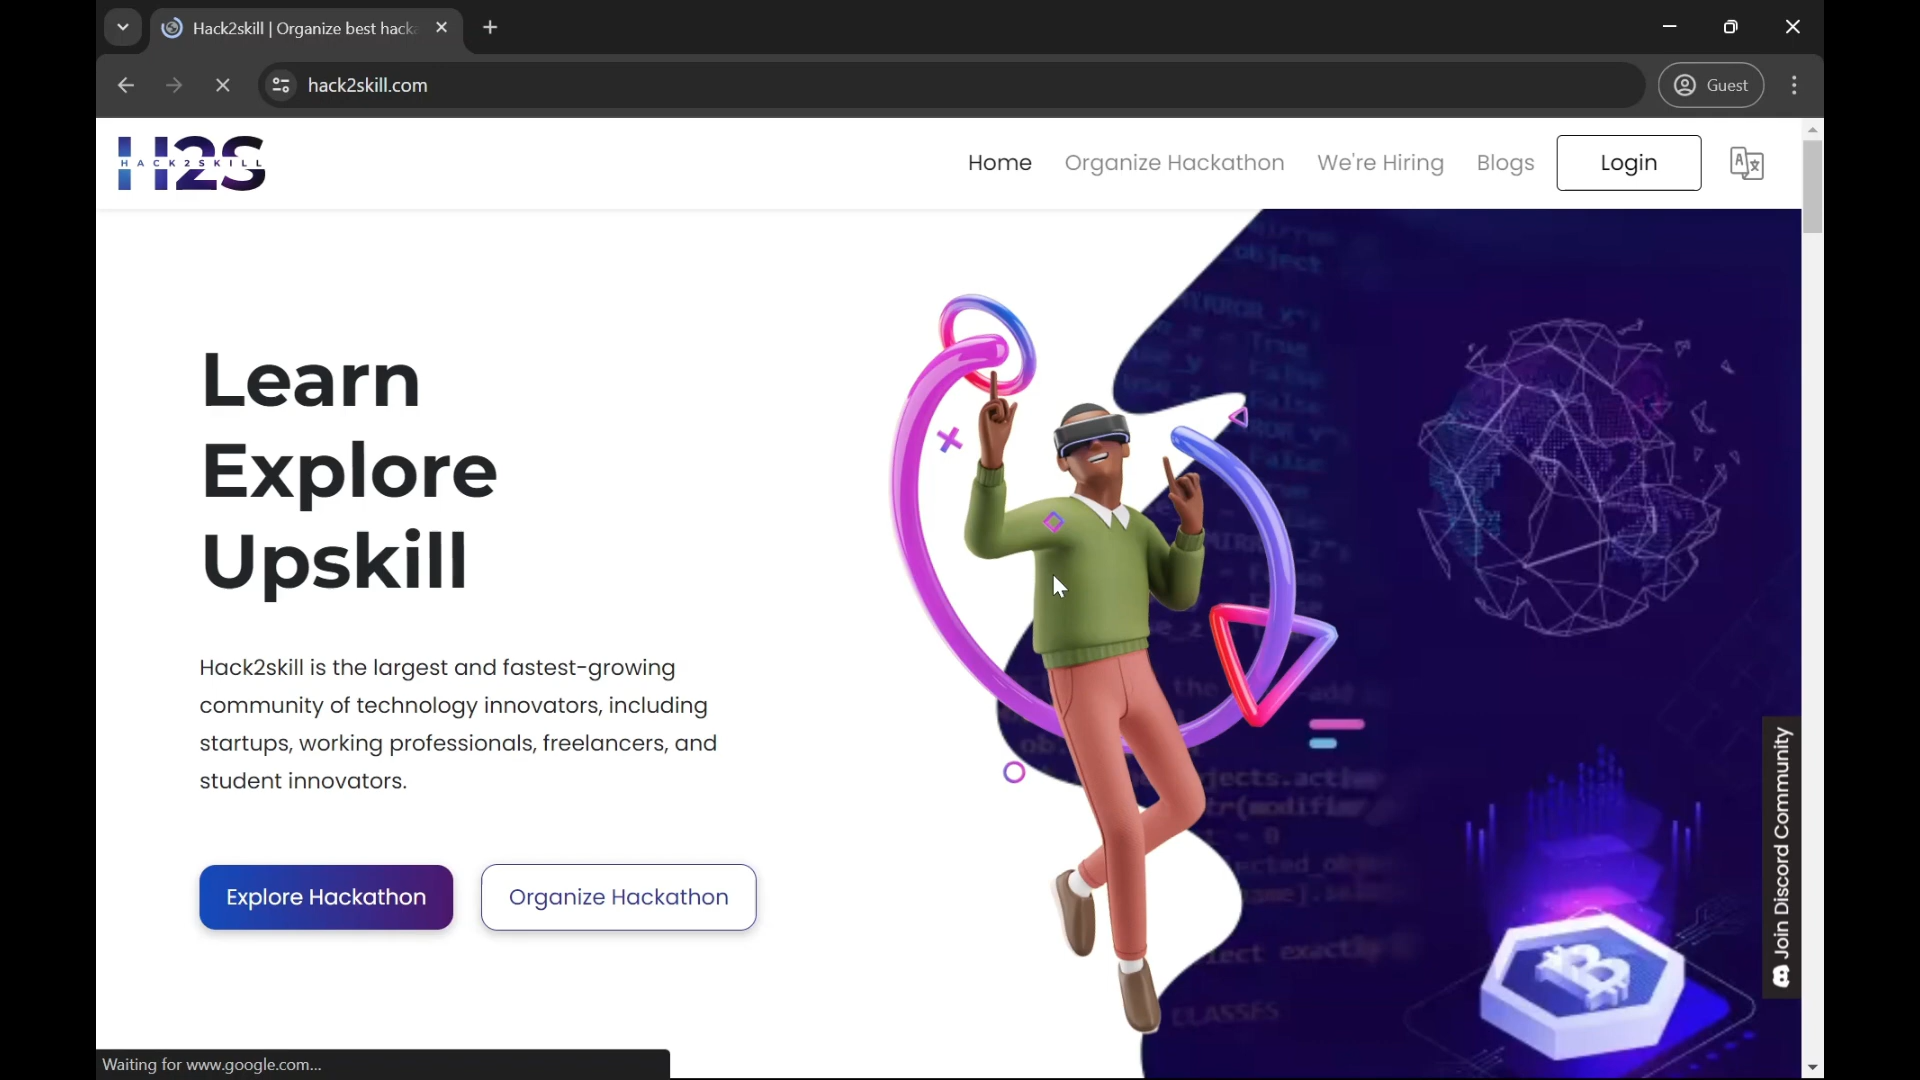 Hack2skill | Organize best hack
hack2skill.com
Guest
H2S
HACK2SKILL
Home
Organize Hackathon
We're Hiring
Blogs
Login
Learn
Explore
Upskill
Hack2skill is the largest and fastest-growing
community of technology innovators, including
startups, working professionals, freelancers, and
student innovators.
Explore Hackathon
Organize Hackathon
Join Discord Community
Waiting for www.google.com...